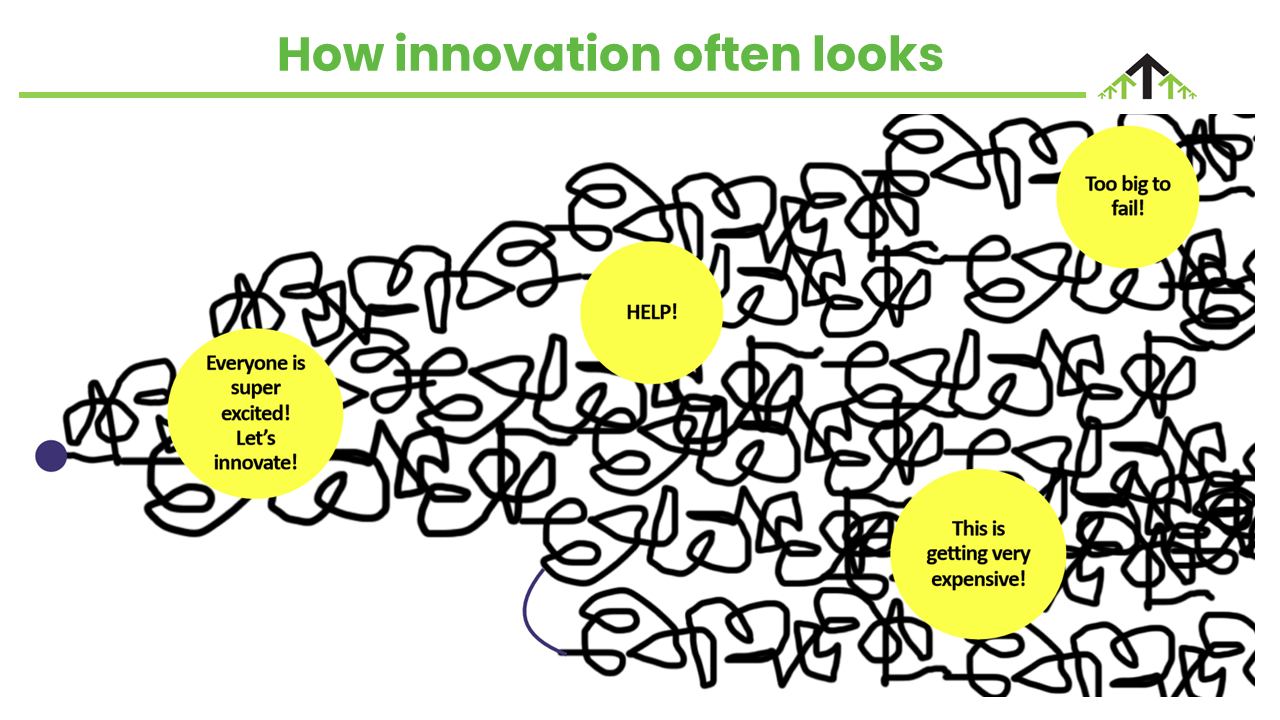 How innovation often looks
Too big to
fail!
HELP!
Everyone is
super
excited!
Let's
innovate!
This is
getting very
expensive!